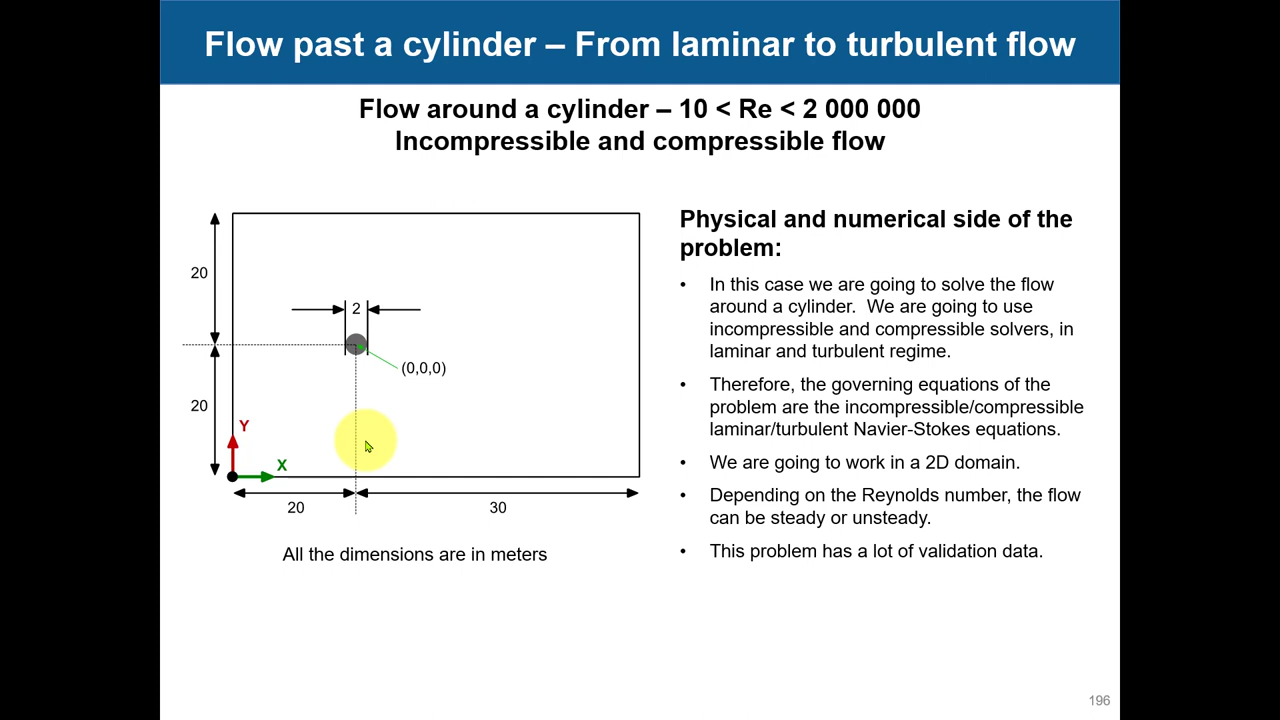 Flow past a cylinder – From laminar to turbulent flow
Flow around a cylinder – 10 < Re < 2 000 000
Incompressible and compressible flow
20
2
(0,0,0)
20
Y
X
20
30
All the dimensions are in meters
Physical and numerical side of the
problem:
• In this case we are going to solve the flow
around a cylinder.  We are going to use
incompressible and compressible solvers, in
laminar and turbulent regime.
• Therefore, the governing equations of the
problem are the incompressible/compressible
laminar/turbulent Navier-Stokes equations.
• We are going to work in a 2D domain.
• Depending on the Reynolds number, the flow
can be steady or unsteady.
• This problem has a lot of validation data.
196